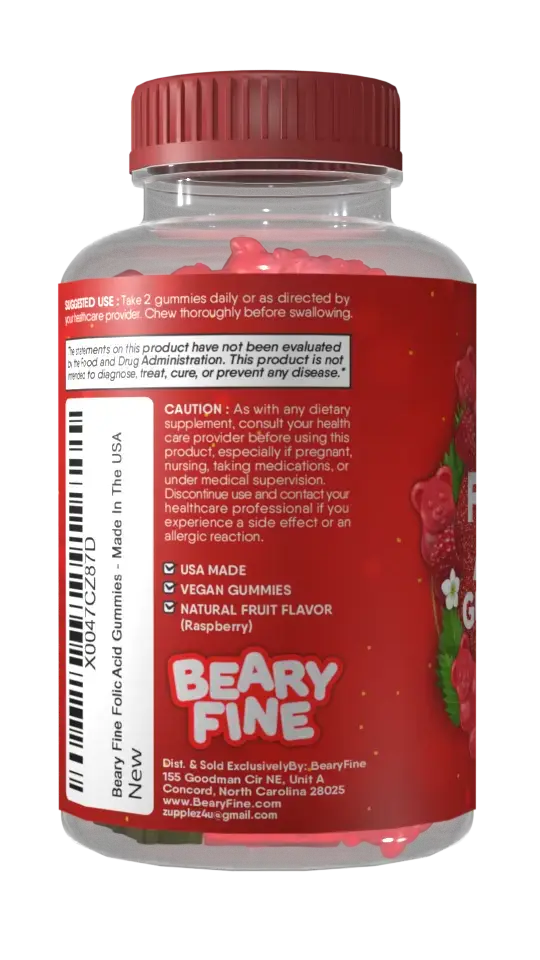 SUGGESTED USE : Take 2 gummies daily or as directed by
your healthcare provider. Chew thoroughly before swallowing.
The statements on this product have not been evaluated
by the Food and Drug Administration. This product is not
intended to diagnose, treat, cure, or prevent any disease.*
CAUTION : As with any dietary
supplement, consult your health
care provider before using this
product, especially if pregnant,
nursing, taking medications, or
under medical supervision.
Discontinue use and contact your
healthcare professional if you
experience a side effect or an
allergic reaction.
USA MADE
VEGAN GUMMIES
NATURAL FRUIT FLAVOR
(Raspberry)
BEARY
FINE
Dist. & Sold ExclusivelyBy:,BearyFine
155 Goodman Cir NE, Unit A
Concord, North Carolina 28025
www.BearyFine.com
zupplez4u@gmail.com
X0047CZ87D
Beary Fine Folic Acid Gummies - Made In The USA
New